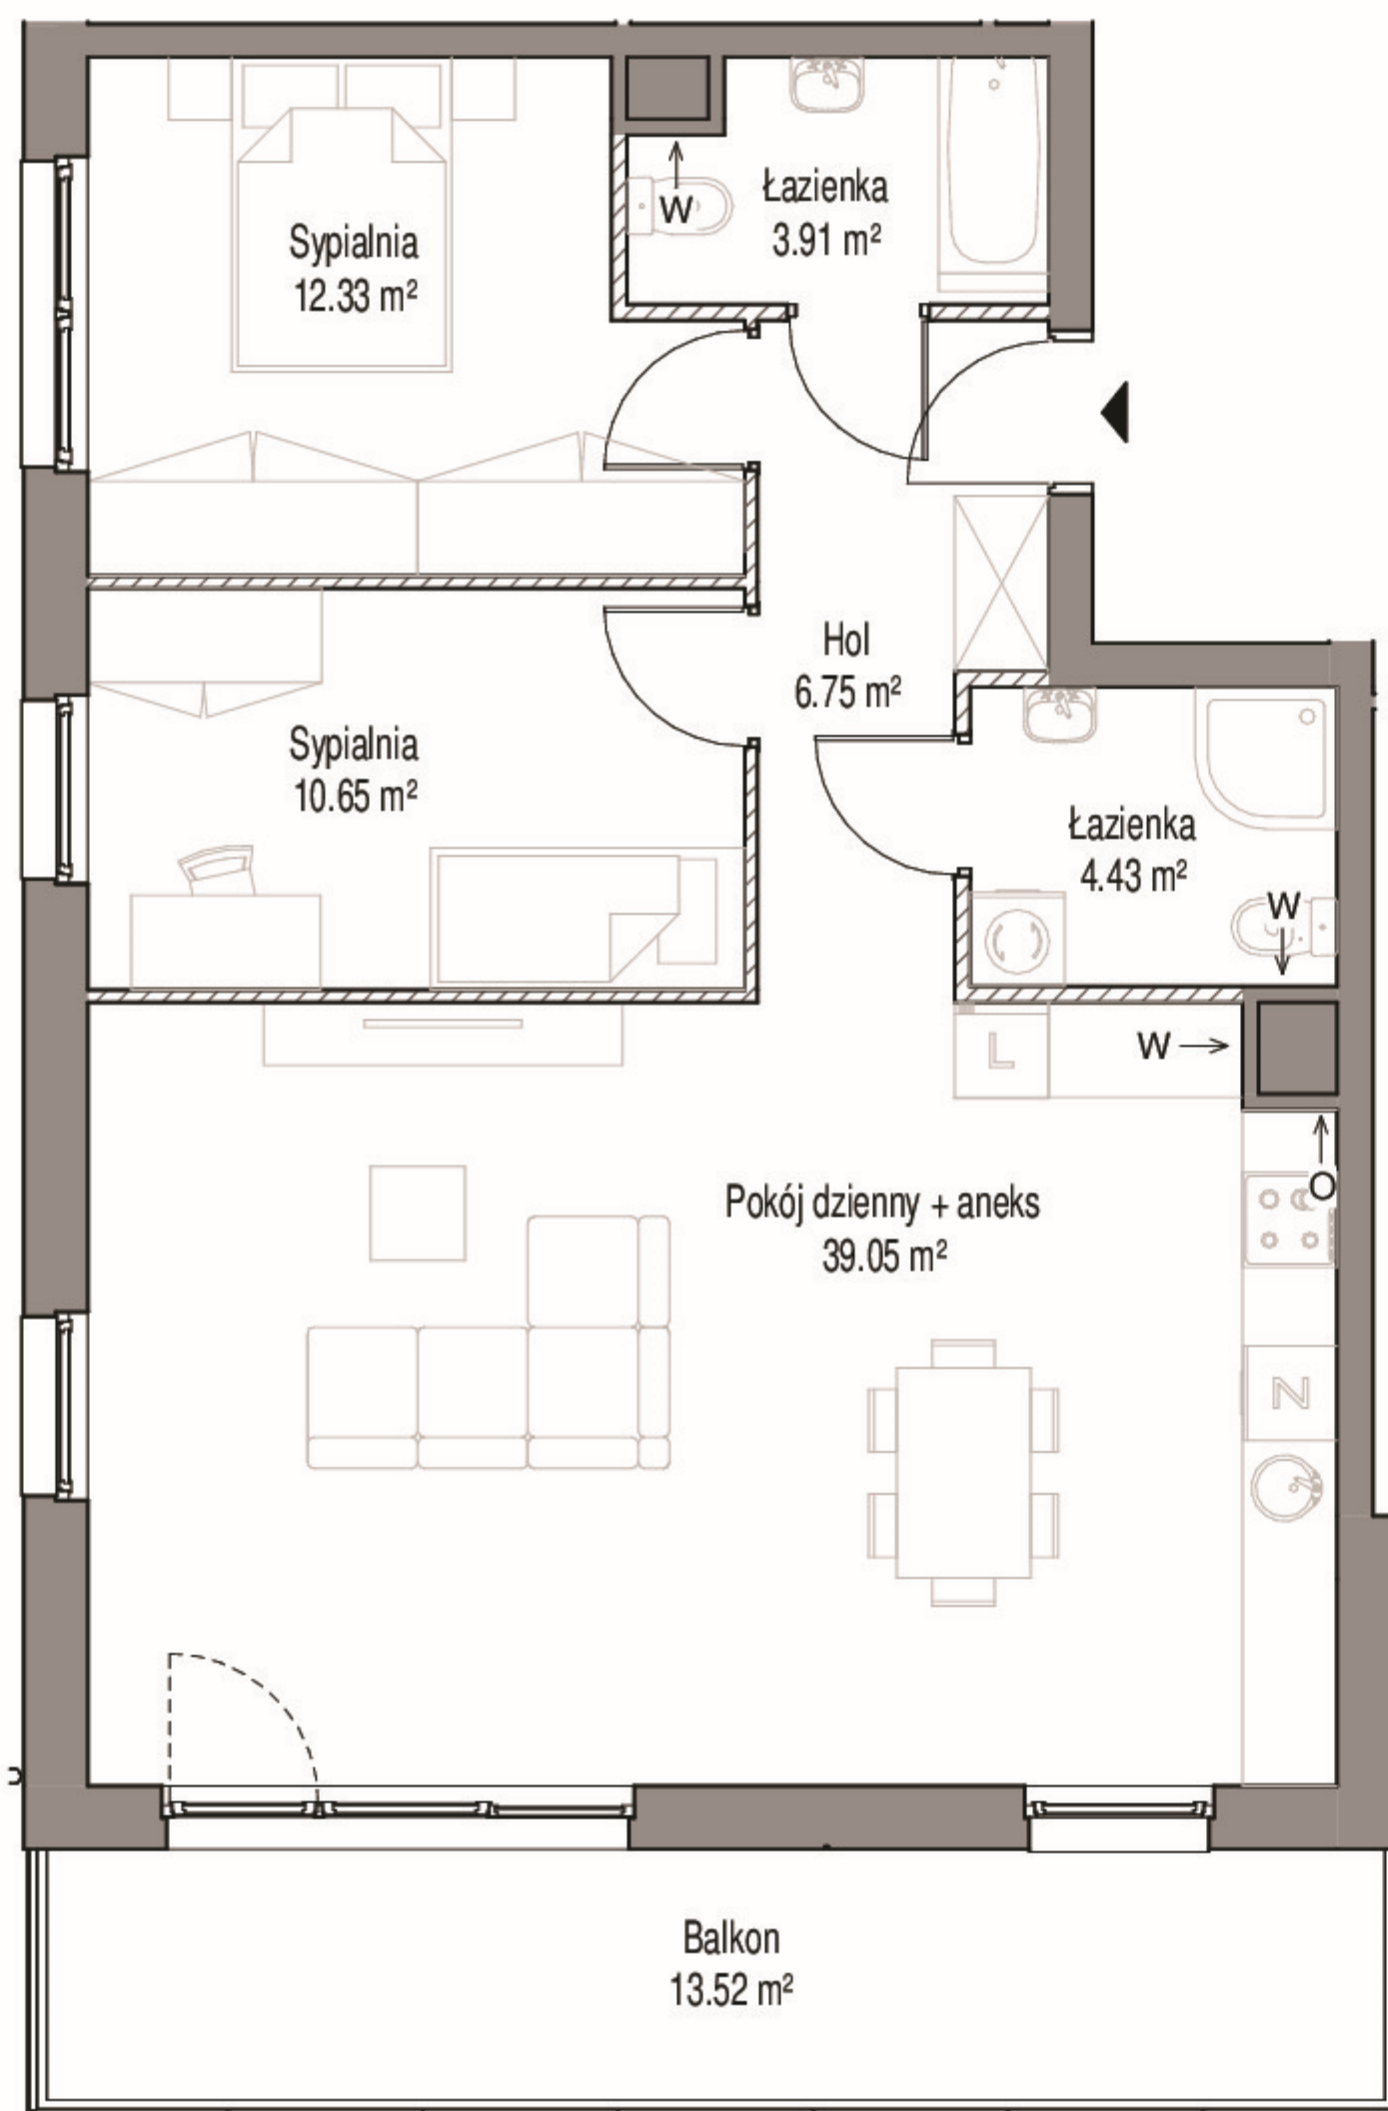 Sypialnia
12.33 m²
W
Łazienka
3.91 m²
Hol
6.75 m²
Sypialnia
10.65 m²
Łazienka
4.43 m²
W
L
W
O
Pokój dzienny + aneks
39.05 m²
Z
Balkon
13.52 m²